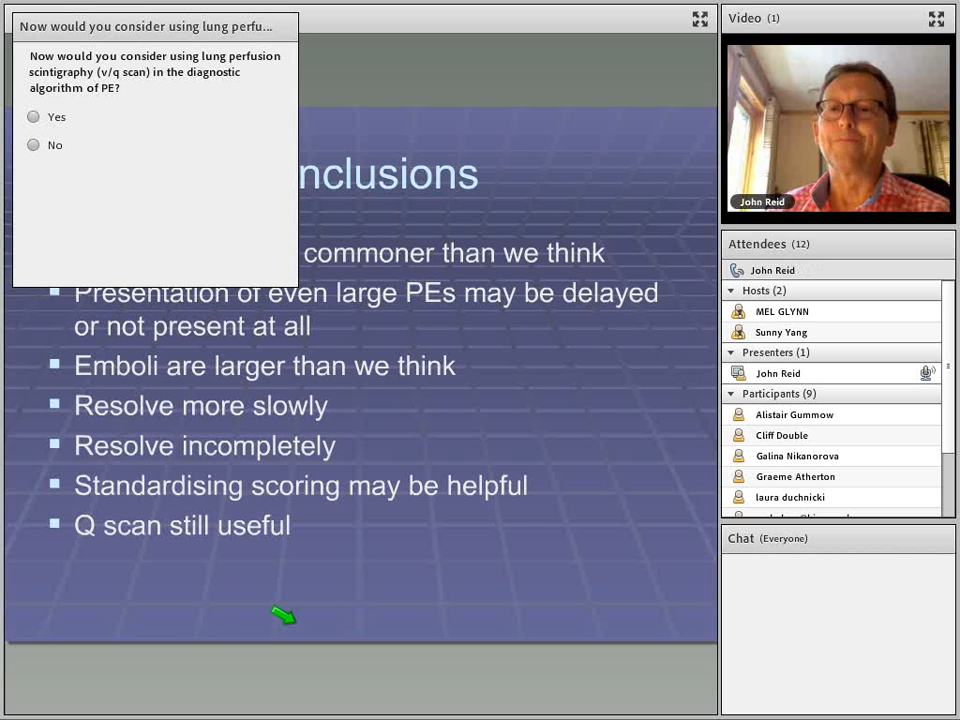 Now would you consider using lung perfu...
Now would you consider using lung perfusion
scintigraphy (v/q scan) in the diagnostic
algorithm of PE?
Yes
No
nclusions
commoner than we think
Presentation of even large PEs may be delayed
or not present at all
Emboli are larger than we think
Resolve more slowly
Resolve incompletely
Standardising scoring may be helpful
Q scan still useful
Video (1)
John Reid
Attendees (12)
John Reid
Hosts (2)
MEL GLYNN
Sunny Yang
Presenters (1)
John Reid
Participants (9)
Alistair Gummow
Cliff Double
Galina Nikanorova
Graeme Atherton
laura duchnicki
Chat (Everyone)